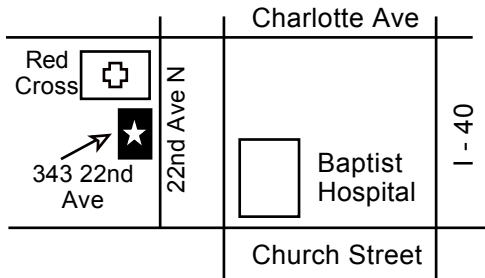 Charlotte Ave
Red
Cross
22nd Ave N
343 22nd
Ave
Baptist
Hospital
I - 40
Church Street